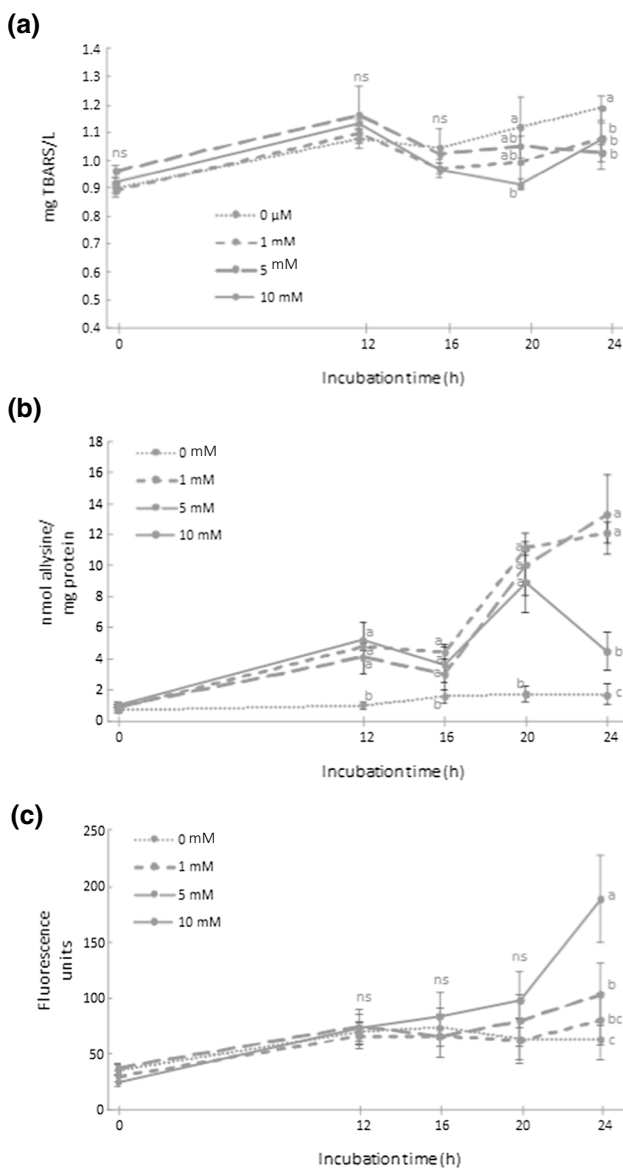 (a)
1.4
1.3
1.2
1.1
1.0
0.9
0.8
0.7
0.6
0.5
0.4
mg TBARS/L
ns
ns
ns
a
ab
ab
b
a
b
b
b
0 µM
1 mM
5 mM
10 mM
0 12 16 20 24
Incubation time (h)
(b)
18
16
14
12
10
8
6
4
2
0
nmol allysine/
mg protein
0 mM
1 mM
5 mM
10 mM
a
a
a
b
a
a
a
b
a
a
a
b
a
a
b
c
0 12 16 20 24
Incubation time (h)
(c)
250
200
150
100
50
0
Fluorescence
units
0 mM
1 mM
5 mM
10 mM
ns
ns
ns
a
b
bc
c
0 12 16 20 24
Incubation time (h)